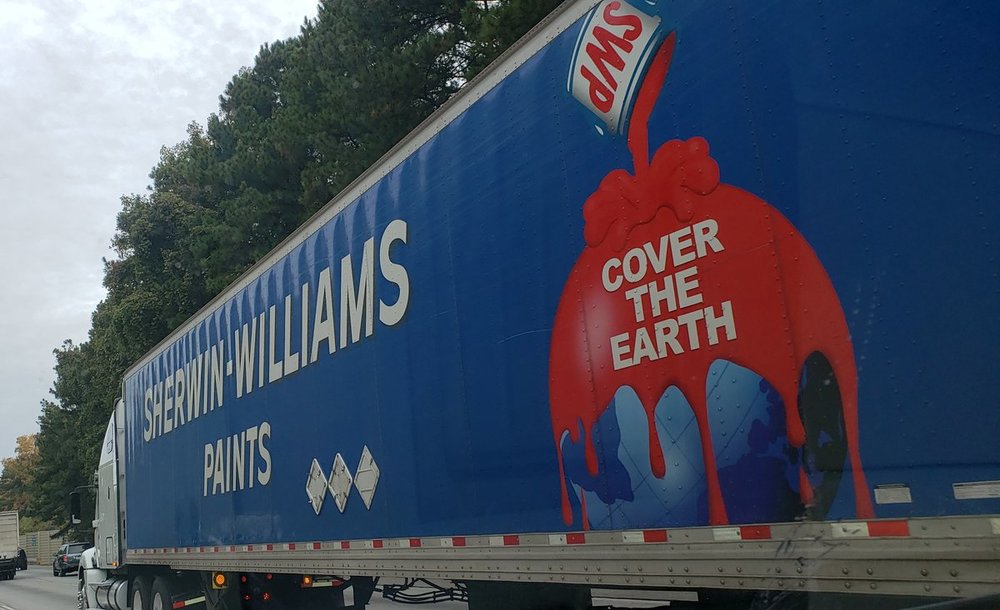 SWP
COVER
THE
EARTH
SHERWIN-WILLIAMS
PAINTS